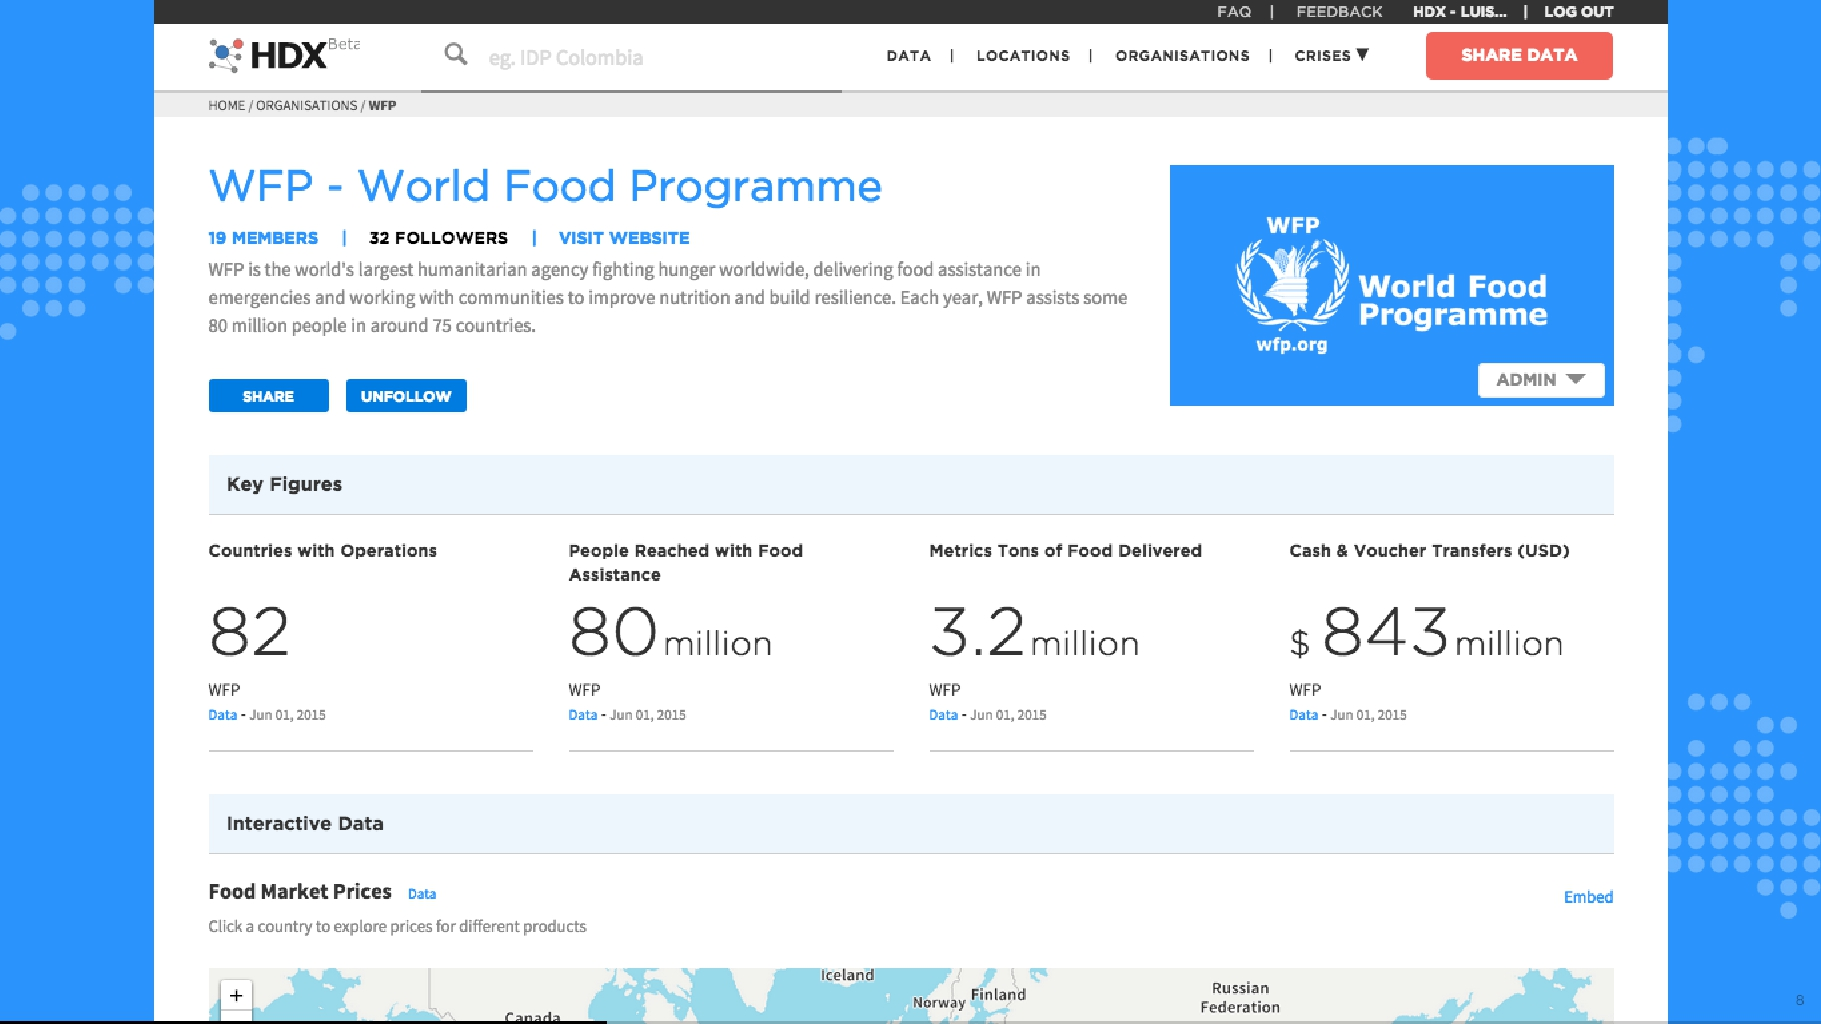 FAQ | FEEDBACK HDX - LUIS... | LOG OUT
HDX Beta
eg. IDP Colombia
DATA | LOCATIONS | ORGANISATIONS | CRISES ▼
SHARE DATA
HOME / ORGANISATIONS / WFP
WFP - World Food Programme
19 MEMBERS | 32 FOLLOWERS | VISIT WEBSITE
WFP is the world's largest humanitarian agency fighting hunger worldwide, delivering food assistance in
emergencies and working with communities to improve nutrition and build resilience. Each year, WFP assists some
80 million people in around 75 countries.
SHARE
UNFOLLOW
WFP
World Food
Programme
wfp.org
ADMIN
Key Figures
Countries with Operations
82
WFP
Data - Jun 01, 2015
People Reached with Food
Assistance
80 million
WFP
Data - Jun 01, 2015
Metrics Tons of Food Delivered
3.2 million
WFP
Data - Jun 01, 2015
Cash & Voucher Transfers (USD)
$ 843 million
WFP
Data - Jun 01, 2015
Interactive Data
Food Market Prices Data
Embed
Click a country to explore prices for different products
+
Iceland
Norway
Finland
Russian
Federation
Canada
8